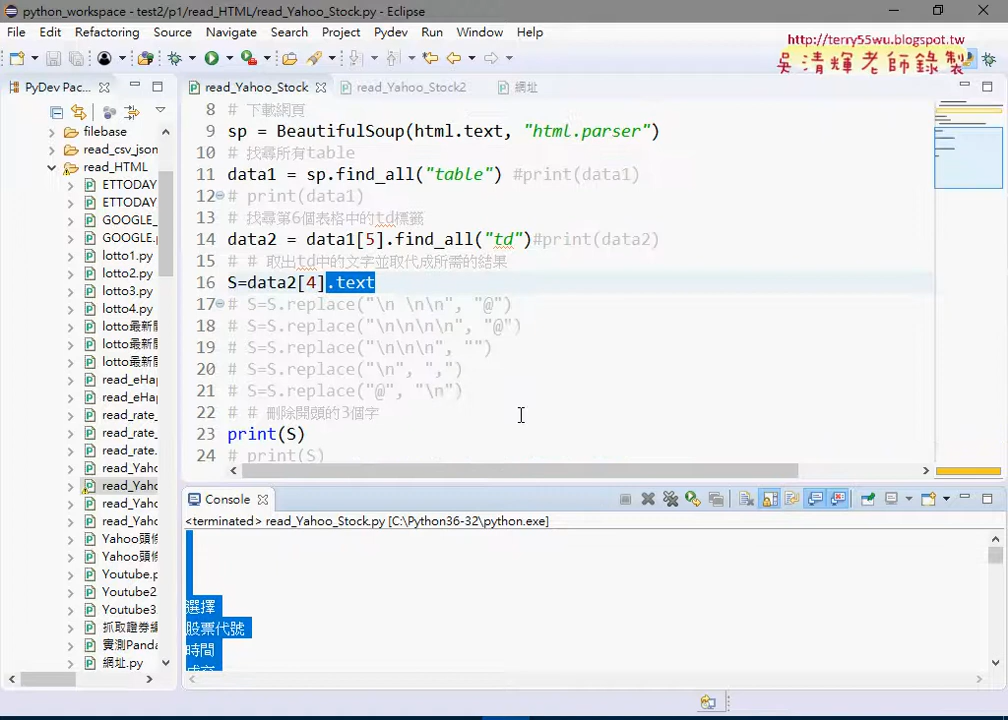 python_workspace - test2/p1/read_HTML/read_Yahoo_Stock.py - Eclipse
File Edit Refactoring Source Navigate Search Project Pydev Run Window Help
http://terry55wu.blogspot.tw
吳清輝老師錄製
PyDev Pac...
read_Yahoo_Stock
read_Yahoo_Stock2
網址
filebase
read_csv_json
read_HTML
ETTODAY
ETTODAY
GOOGLE_
GOOGLE.p
lotto1.py
lotto2.py
lotto3.py
lotto4.py
lotto最新開
lotto最新開
lotto最新開
read_eHap
read_rate_
read_rate_
read_rate.
read_Yaho
read_Yaho
read_Yaho
read_Yaho
Yahoo頭條
Yahoo頭條
Youtube.p
Youtube2
Youtube3
抓取證券編
實測Panda
網址.py
8 # 下載網頁
9 sp = BeautifulSoup(html.text, "html.parser")
10 # 找尋所有table
11 data1 = sp.find_all("table") #print(data1)
12 # print(data1)
13 # 找尋第6個表格中的td標籤
14 data2 = data1[5].find_all("td")#print(data2)
15 # # 取出td中的文字並取代成所需的結果
16 S=data2[4].text
17 # S=S.replace("\n \n\n", "@")
18 # S=S.replace("\n\n\n\n", "@")
19 # S=S.replace("\n\n\n", "")
20 # S=S.replace("\n", ",")
21 # S=S.replace("@", "\n")
22 # # 刪除開頭的3個字
23 print(S)
24 # print(S)
Console
<terminated> read_Yahoo_Stock.py [C:\Python36-32\python.exe]
選擇
股票代號
時間
成交